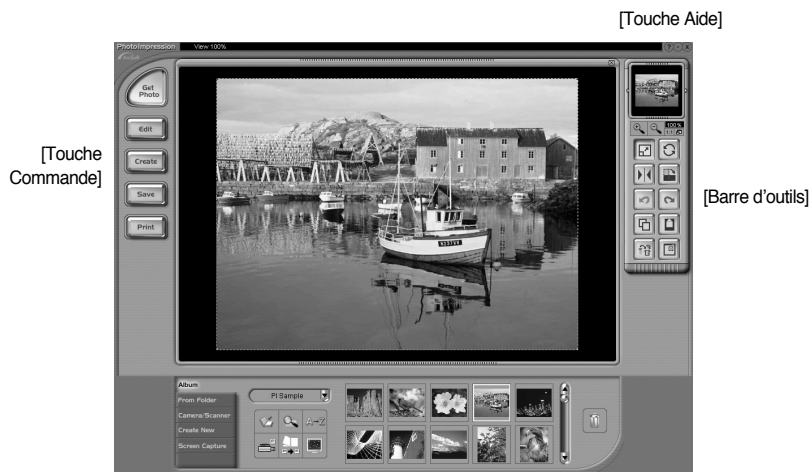 [Touche Aide]
PhotoImpression View 100%
Get
Photo
Edit
[Touche
Commande]
Create
Save
Print
100%
[Barre d'outils]
Album
From Folder
Camera/Scanner
Create New
Screen Capture
PI Sample
A→Z